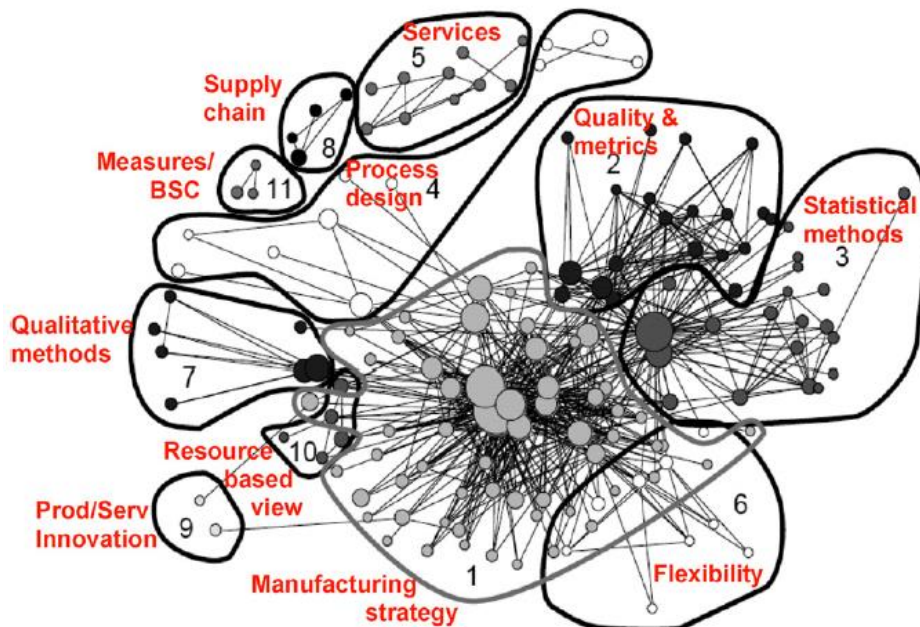 Services
5
Supply
chain
8
Measures/
BSC
11
Process
design
4
Quality &
metrics
2
Statistical
methods
3
Qualitative
methods
7
Resource
based
view
10
Prod/Serv
Innovation
9
Manufacturing
strategy
1
6
Flexibility